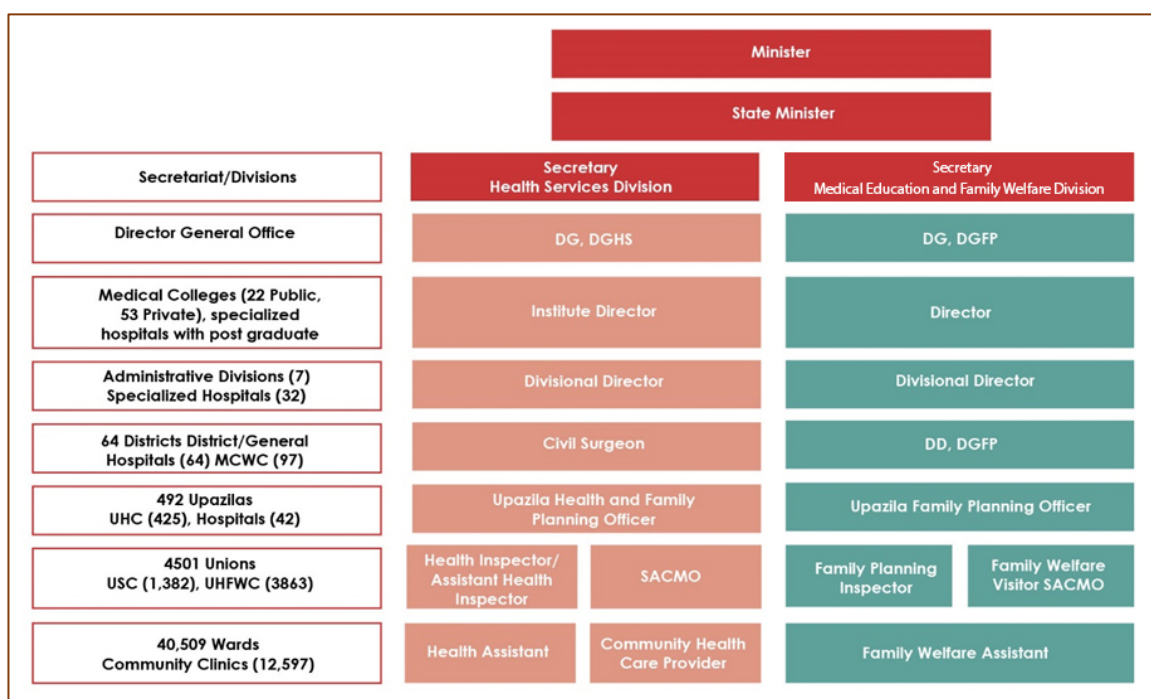 Minister
State Minister
Secretariat/Divisions
Secretary
Health Services Division
Secretary
Medical Education and Family Welfare Division
Director General Office
DG, DGHS
DG, DGFP
Medical Colleges (22 Public,
53 Private), specialized
hospitals with post graduate
Institute Director
Director
Administrative Divisions (7)
Specialized Hospitals (32)
Divisional Director
Divisional Director
64 Districts District/General
Hospitals (64) MCWC (97)
Civil Surgeon
DD, DGFP
492 Upazilas
UHC (425), Hospitals (42)
Upazila Health and Family
Planning Officer
Upazila Family Planning Officer
4501 Unions
USC (1,382), UHFWC (3863)
Health Inspector/
Assistant Health
Inspector
SACMO
Family Planning
Inspector
Family Welfare
Visitor SACMO
40,509 Wards
Community Clinics (12,597)
Health Assistant
Community Health
Care Provider
Family Welfare Assistant